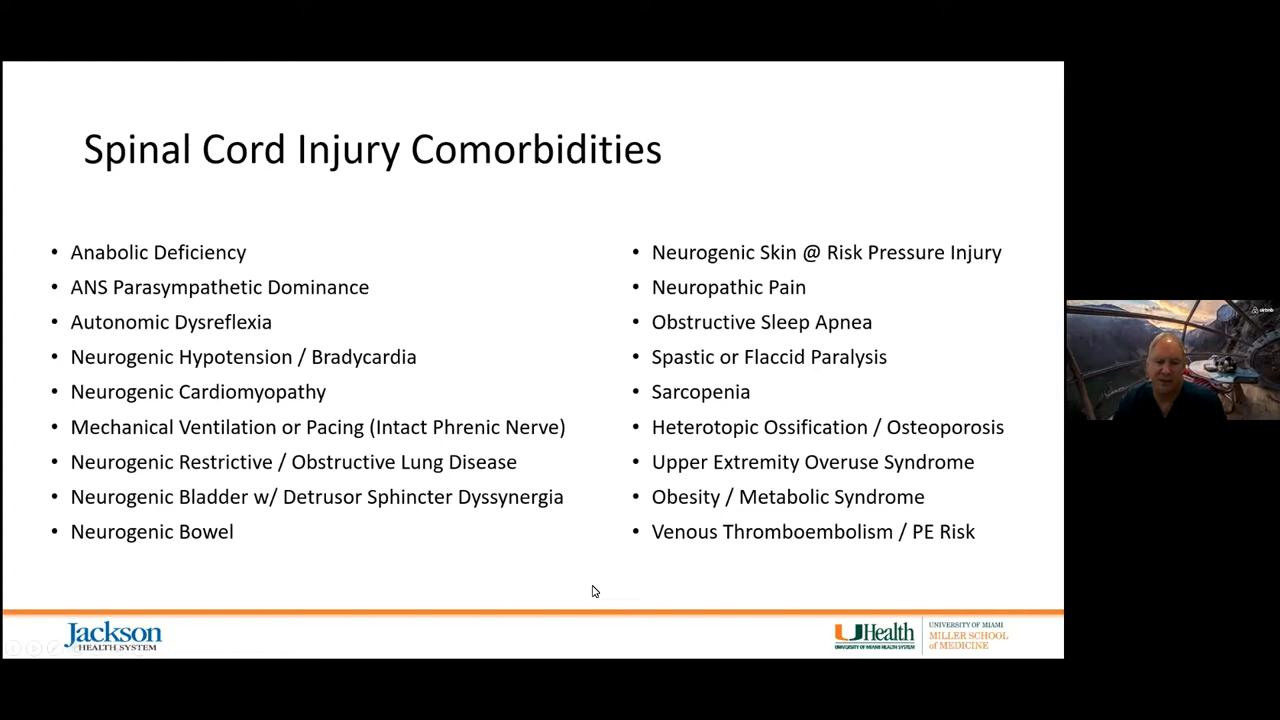 Spinal Cord Injury Comorbidities
• Anabolic Deficiency
• ANS Parasympathetic Dominance
• Autonomic Dysreflexia
• Neurogenic Hypotension / Bradycardia
• Neurogenic Cardiomyopathy
• Mechanical Ventilation or Pacing (Intact Phrenic Nerve)
• Neurogenic Restrictive / Obstructive Lung Disease
• Neurogenic Bladder w/ Detrusor Sphincter Dyssynergia
• Neurogenic Bowel
• Neurogenic Skin @ Risk Pressure Injury
• Neuropathic Pain
• Obstructive Sleep Apnea
• Spastic or Flaccid Paralysis
• Sarcopenia
• Heterotopic Ossification / Osteoporosis
• Upper Extremity Overuse Syndrome
• Obesity / Metabolic Syndrome
• Venous Thromboembolism / PE Risk
airbnb
Jackson
HEALTH SYSTEM
UHealth
UNIVERSITY OF MIAMI HEALTH SYSTEM
UNIVERSITY OF MIAMI
MILLER SCHOOL
of MEDICINE